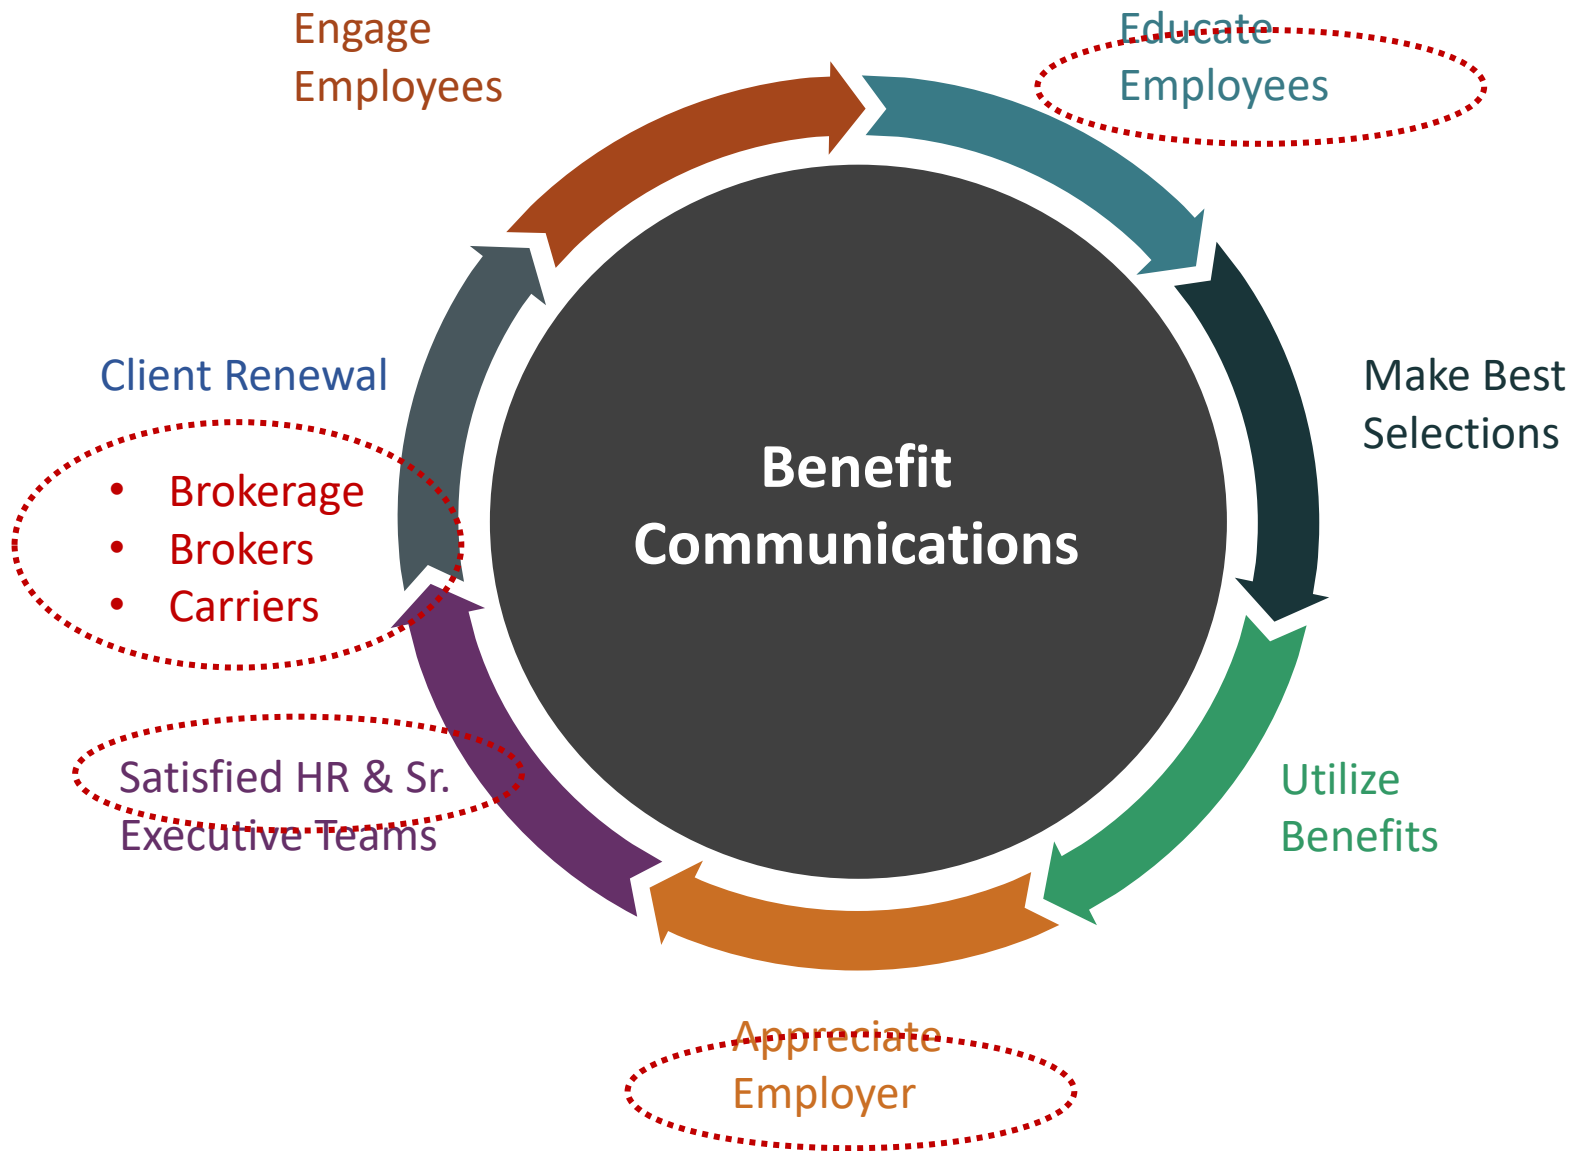 Engage
Employees
Educate
Employees
Client Renewal
• Brokerage
• Brokers
• Carriers
Make Best
Selections
Benefit
Communications
Satisfied HR & Sr.
Executive Teams
Utilize
Benefits
Appreciate
Employer